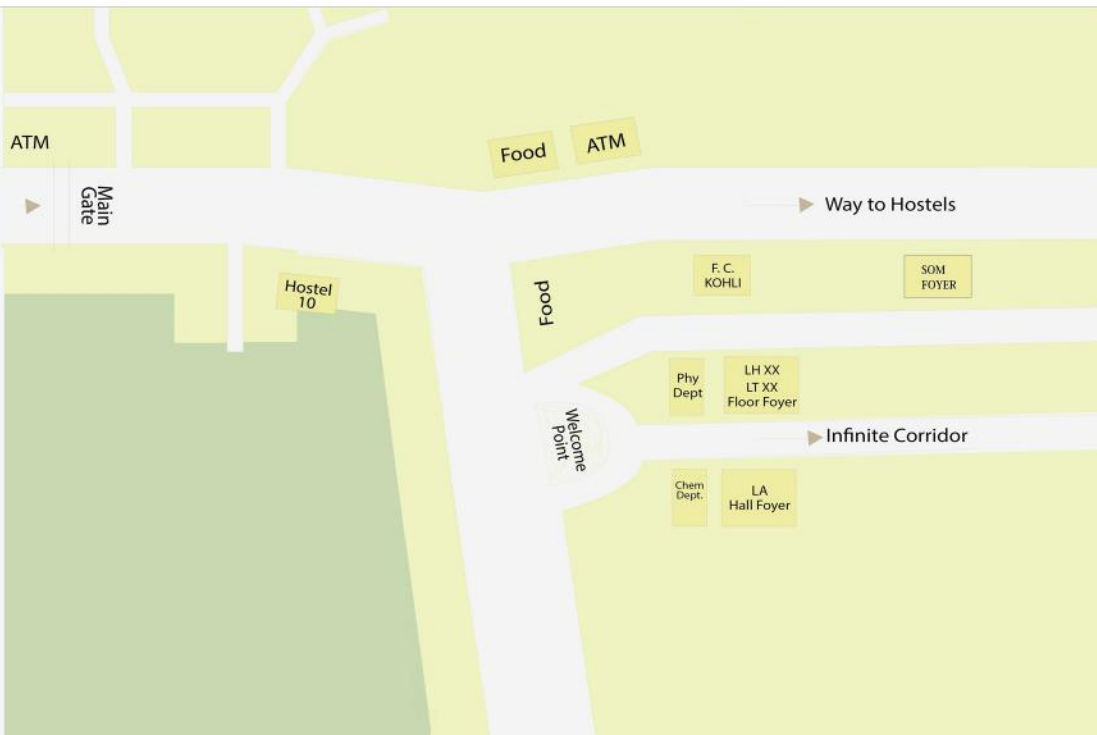 ATM
Main
Gate
Food
ATM
Way to Hostels
Hostel
10
Food
F. C.
KOHLI
SOM
FOYER
Phy
Dept
LH XX
LT XX
Floor Foyer
Welcome
Point
Infinite Corridor
Chem
Dept.
LA
Hall Foyer